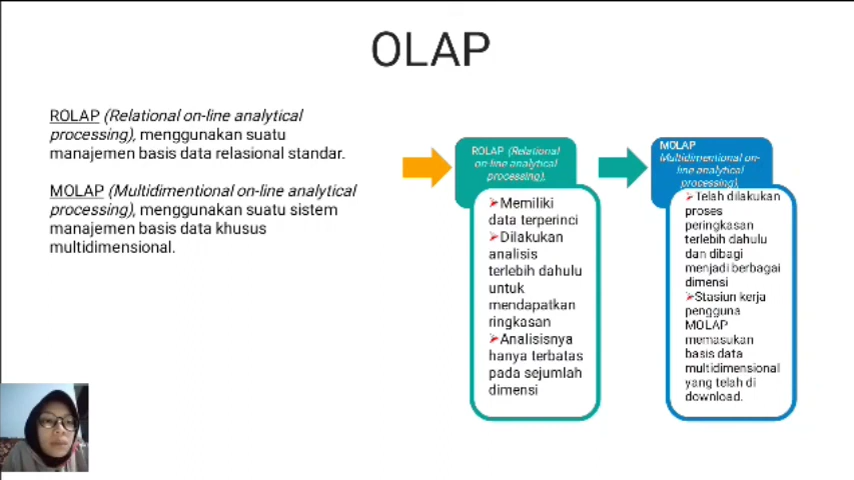 OLAP
ROLAP (Relational on-line analytical
processing), menggunakan suatu
manajemen basis data relasional standar.
MOLAP (Multidimentional on-line analytical
processing), menggunakan suatu sistem
manajemen basis data khusus
multidimensional.
ROLAP (Relational
on-line analytical
processing),
➢Memiliki
data terperinci
➢Dilakukan
analisis
terlebih dahulu
untuk
mendapatkan
ringkasan
➢Analisisnya
hanya terbatas
pada sejumlah
dimensi
MOLAP
Multidimentional on-
line analytical
processing),
➢Telah dilakukan
proses
peringkasan
terlebih dahulu
dan dibagi
menjadi berbagai
dimensi
➢Stasiun kerja
pengguna
MOLAP
memasukan
basis data
multidimensional
yang telah di
download.